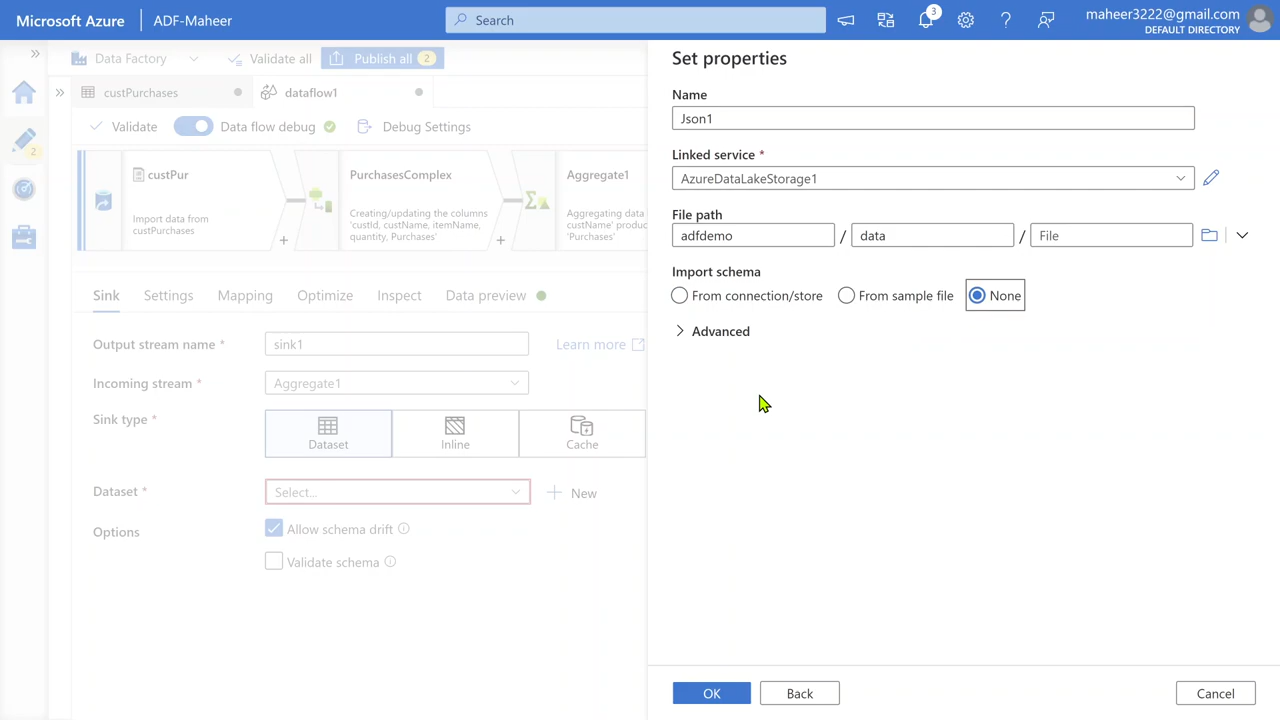 Microsoft Azure
ADF-Maheer
Search
3
maheer3222@gmail.com
DEFAULT DIRECTORY
Data Factory
Validate all
Publish all
2
custPurchases
dataflow1
Validate
Data flow debug
Debug Settings
2
custPur
Import data from
custPurchases
PurchasesComplex
Creating/updating the columns
'custId, custName, itemName,
quantity, Purchases'
Aggregate1
Aggregating data
custName' produc
'Purchases'
+
+
Sink
Settings
Mapping
Optimize
Inspect
Data preview
Output stream name *
sink1
Learn more
Incoming stream *
Aggregate1
Sink type *
Dataset
Inline
Cache
Dataset *
Select...
+ New
Options
Allow schema drift
Validate schema
Set properties
Name
Json1
Linked service *
AzureDataLakeStorage1
File path
adfdemo / data / File
Import schema
From connection/store
From sample file
None
Advanced
OK
Back
Cancel